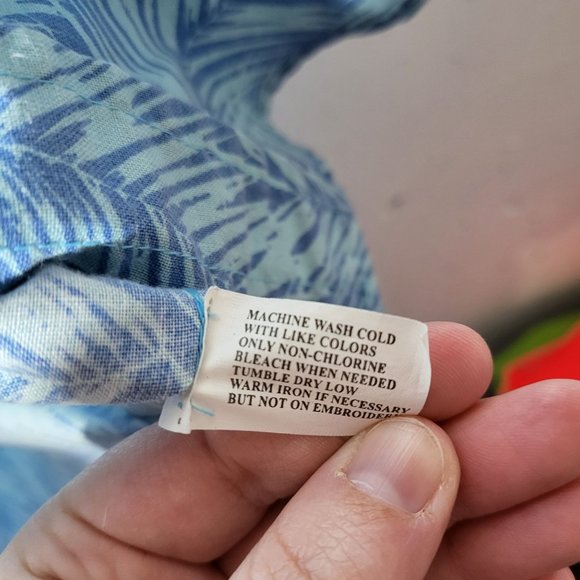 MACHINE WASH COLD
WITH LIKE COLORS
ONLY NON-CHLORINE
BLEACH WHEN NEEDED
TUMBLE DRY LOW
WARM IRON IF NECESSARY
BUT NOT ON